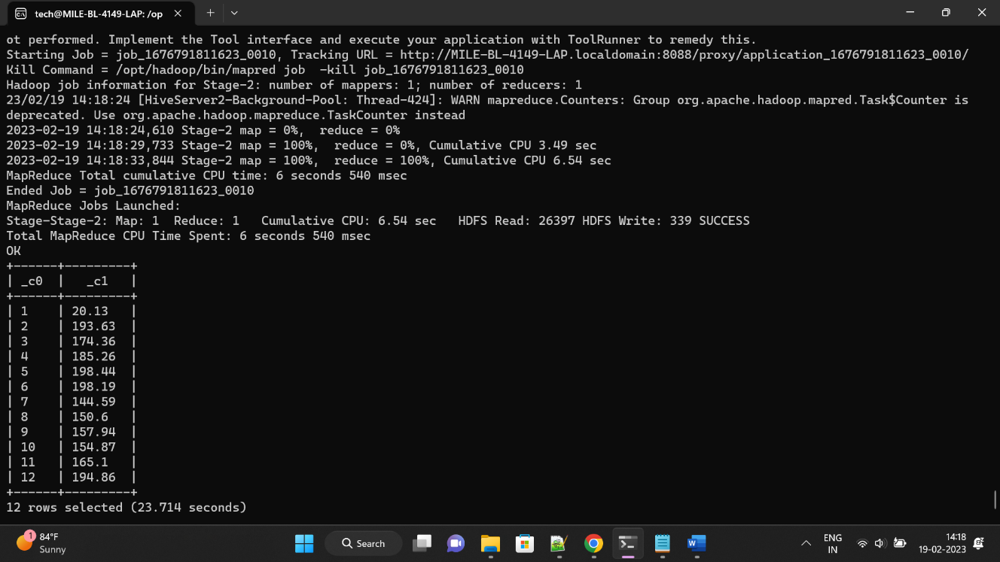 tech@MILE-BL-4149-LAP: /op
ot performed. Implement the Tool interface and execute your application with ToolRunner to remedy this.
Starting Job = job_1676791811623_0010, Tracking URL = http://MILE-BL-4149-LAP.localdomain:8088/proxy/application_1676791811623_0010/
Kill Command = /opt/hadoop/bin/mapred job  -kill job_1676791811623_0010
Hadoop job information for Stage-2: number of mappers: 1; number of reducers: 1
23/02/19 14:18:24 [HiveServer2-Background-Pool: Thread-424]: WARN mapreduce.Counters: Group org.apache.hadoop.mapred.Task$Counter is
deprecated. Use org.apache.hadoop.mapreduce.TaskCounter instead
2023-02-19 14:18:24,610 Stage-2 map = 0%,  reduce = 0%
2023-02-19 14:18:29,733 Stage-2 map = 100%,  reduce = 0%, Cumulative CPU 3.49 sec
2023-02-19 14:18:33,844 Stage-2 map = 100%,  reduce = 100%, Cumulative CPU 6.54 sec
MapReduce Total cumulative CPU time: 6 seconds 540 msec
Ended Job = job_1676791811623_0010
MapReduce Jobs Launched:
Stage-Stage-2: Map: 1  Reduce: 1   Cumulative CPU: 6.54 sec   HDFS Read: 26397 HDFS Write: 339 SUCCESS
Total MapReduce CPU Time Spent: 6 seconds 540 msec
OK
+------+---------+
| _c0  |   _c1   |
+------+---------+
| 1    | 20.13   |
| 2    | 193.63  |
| 3    | 174.36  |
| 4    | 185.26  |
| 5    | 198.44  |
| 6    | 198.19  |
| 7    | 144.59  |
| 8    | 150.6   |
| 9    | 157.94  |
| 10   | 154.87  |
| 11   | 165.1   |
| 12   | 194.86  |
+------+---------+
12 rows selected (23.714 seconds)
1
84°F
Sunny
Search
ENG
IN
14:18
19-02-2023